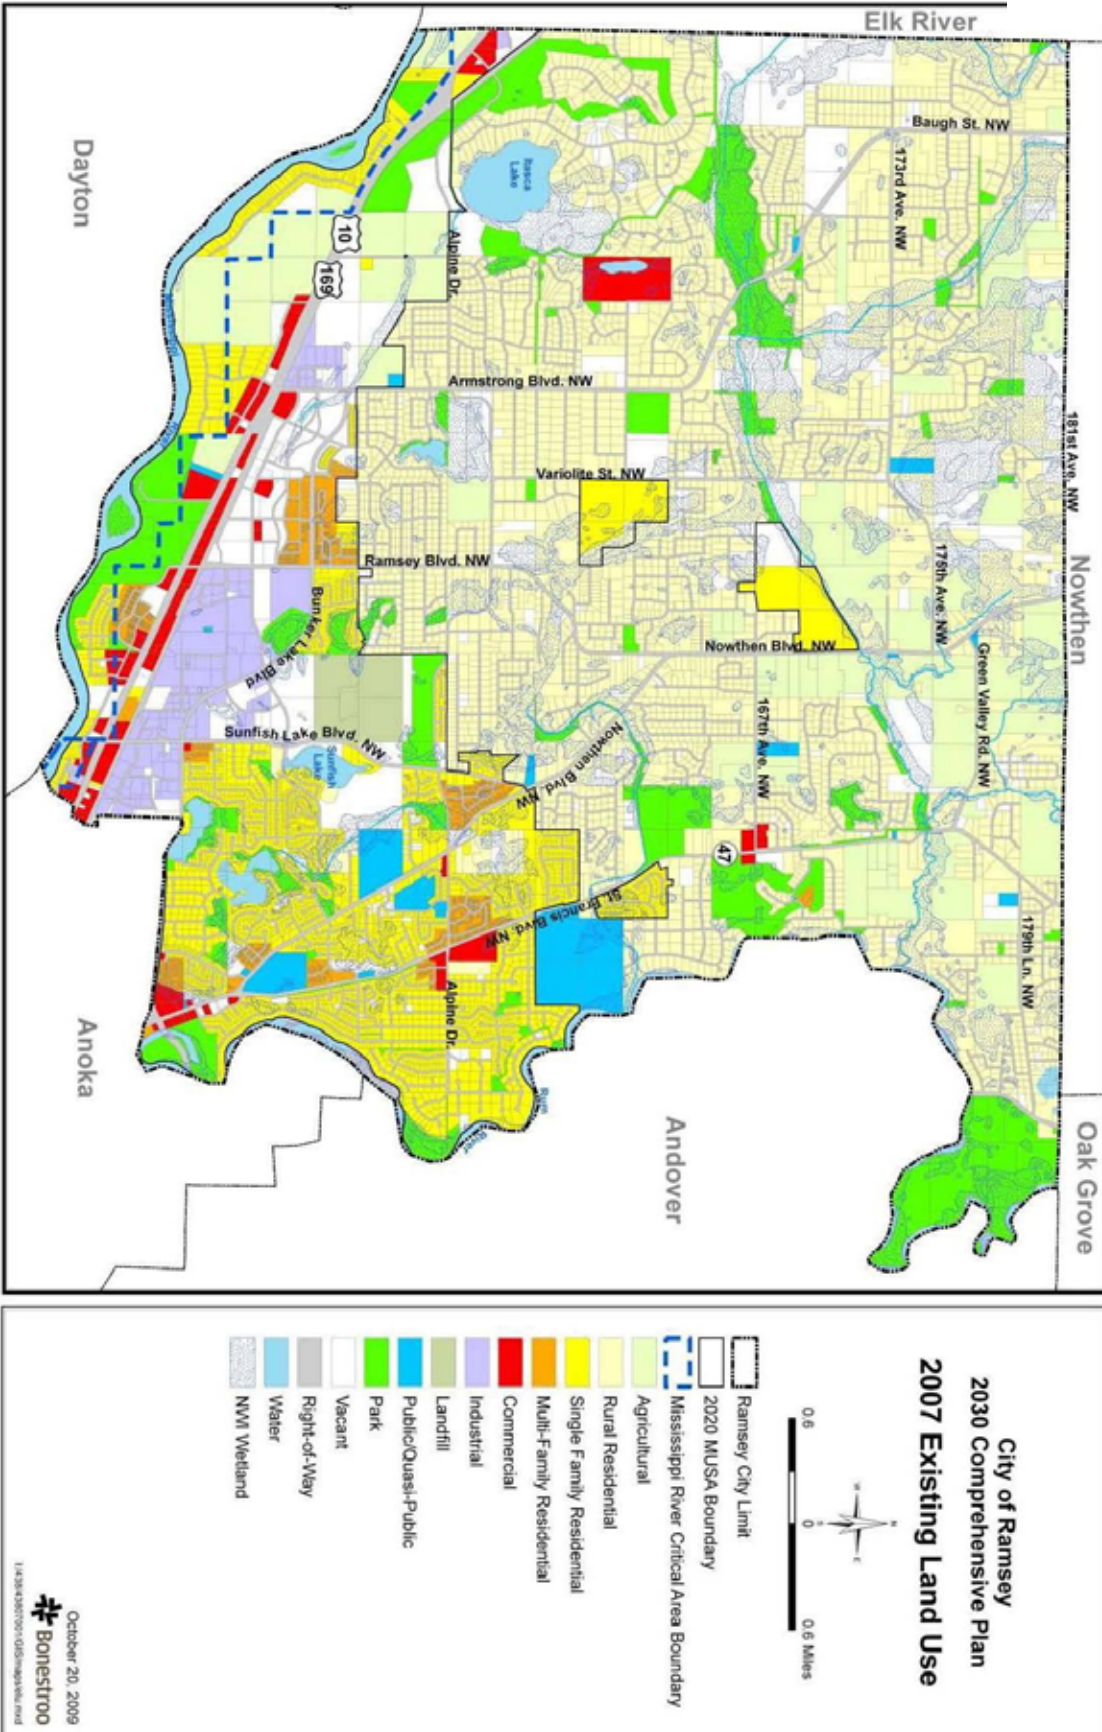 Elk River
Baugh St. NW
173rd Ave. NW
Itasca
Lake
Dayton
10
169
Alpine Dr.
Armstrong Blvd. NW
181st Ave. NW
Variolite St. NW
Ramsey Blvd. NW
175th Ave. NW
Nowthen
Bunker Lake Blvd
Nowthen Blvd. NW
Green Valley Rd. NW
Sunfish Lake Blvd. NW
Sunfish
Lake
Nowthen Blvd. NW
167th Ave. NW
47
St. Francis Blvd. NW
179th Ln. NW
Alpine Dr.
Anoka
Rum
River
Andover
Oak Grove
City of Ramsey
2030 Comprehensive Plan
2007 Existing Land Use
N
W
E
S
0.6
0
0.6 Miles
Ramsey City Limit
2020 MUSA Boundary
Mississippi River Critical Area Boundary
Agricultural
Rural Residential
Single Family Residential
Multi-Family Residential
Commercial
Industrial
Landfill
Public/Quasi-Public
Park
Vacant
Right-of-Way
Water
NWI Wetland
October 20, 2009
Bonestroo